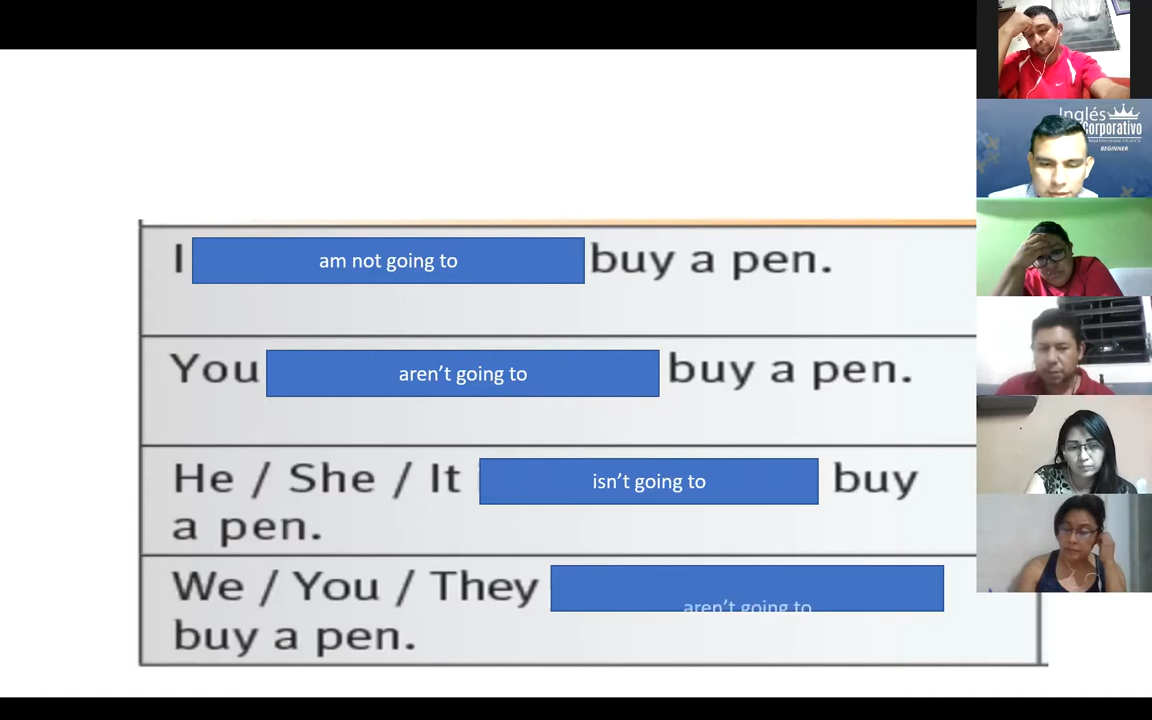 I am not going to buy a pen.
You aren't going to buy a pen.
He / She / It isn't going to buy
a pen.
We / You / They aren't going to
buy a pen.
Inglés
Corporativo
BEGINNER